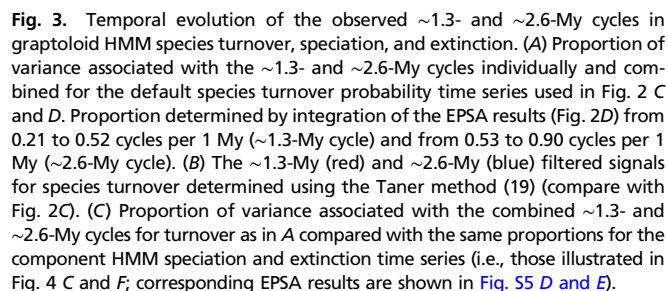 Fig. 3. Temporal evolution of the observed ∼1.3- and ∼2.6-My cycles in
graptoloid HMM species turnover, speciation, and extinction. (A) Proportion of
variance associated with the ∼1.3- and ∼2.6-My cycles individually and com-
bined for the default species turnover probability time series used in Fig. 2 C
and D. Proportion determined by integration of the EPSA results (Fig. 2D) from
0.21 to 0.52 cycles per 1 My (∼1.3-My cycle) and from 0.53 to 0.90 cycles per 1
My (∼2.6-My cycle). (B) The ∼1.3-My (red) and ∼2.6-My (blue) filtered signals
for species turnover determined using the Taner method (19) (compare with
Fig. 2C). (C) Proportion of variance associated with the combined ∼1.3- and
∼2.6-My cycles for turnover as in A compared with the same proportions for the
component HMM speciation and extinction time series (i.e., those illustrated in
Fig. 4 C and F; corresponding EPSA results are shown in Fig. S5 D and E).